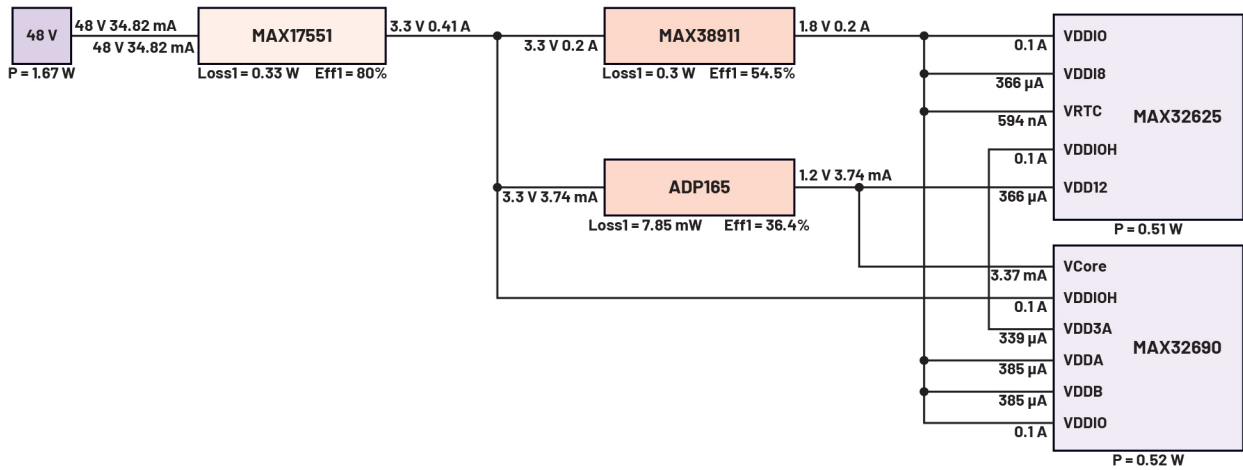 48 V
P = 1.67 W
48 V 34.82 mA
48 V 34.82 mA
MAX17551
Loss1 = 0.33 W Eff1 = 80%
3.3 V 0.41 A
3.3 V 0.2 A
MAX38911
Loss1 = 0.3 W Eff1 = 54.5%
1.8 V 0.2 A
3.3 V 3.74 mA
ADP165
Loss1 = 7.85 mW Eff1 = 36.4%
1.2 V 3.74 mA
VDDIO
0.1 A
VDDI8
366 µA
VRTC
594 nA
MAX32625
VDDIOH
0.1 A
VDD12
366 µA
P = 0.51 W
VCore
3.37 mA
VDDIOH
0.1 A
VDD3A
339 µA
MAX32690
VDDA
385 µA
VDDB
385 µA
VDDIO
0.1 A
P = 0.52 W